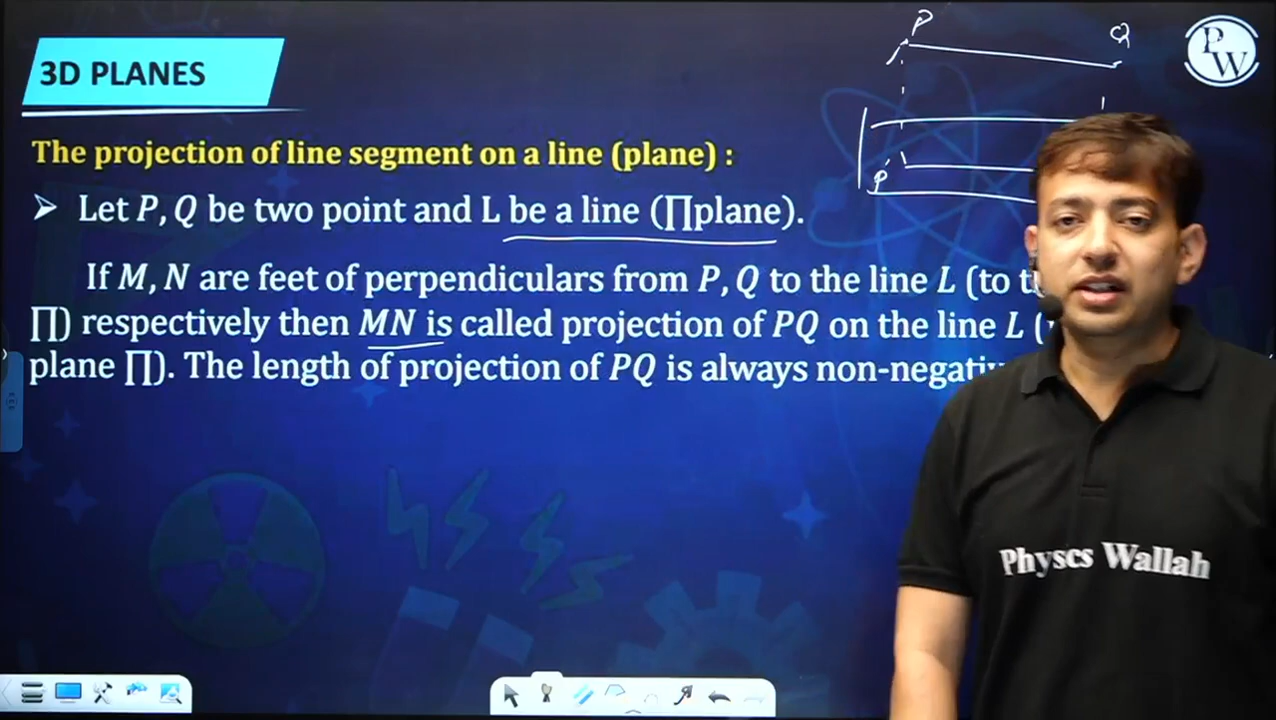 P
Q
PW
3D PLANES
The projection of line segment on a line (plane) :
P'
➤ Let P, Q be two point and L be a line (∏plane).
If M, N are feet of perpendiculars from P, Q to the line L (to
∏) respectively then MN is called projection of PQ on the line L (
plane ∏). The length of projection of PQ is always
Physcs Wallah